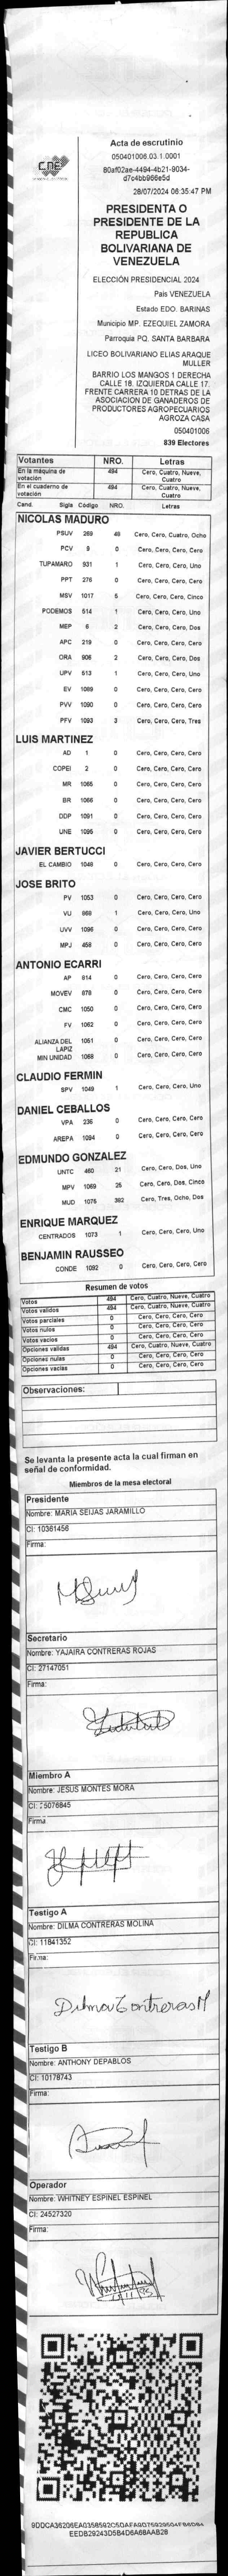 CNE
Acta de escrutinio
050401006.03.1.0001
80af02ae-4494-4b21-9034-
d7c4bb966e5d
28/07/2024 06:35:47 PM
PRESIDENTA O
PRESIDENTE DE LA
REPUBLICA
BOLIVARIANA DE
VENEZUELA
ELECCIÓN PRESIDENCIAL 2024
País VENEZUELA
Estado EDO. BARINAS
Municipio MP. EZEQUIEL ZAMORA
Parroquia PQ. SANTA BARBARA
LICEO BOLIVARIANO ELIAS ARAQUE
MULLER
BARRIO LOS MANGOS 1 DERECHA
CALLE 18. IZQUIERDA CALLE 17.
FRENTE CARRERA 10 DETRAS DE LA
ASOCIACION DE GANADEROS DE
PRODUCTORES AGROPECUARIOS
AGROZA CASA
050401006
839 Electores
Votantes NRO. Letras
En la máquina de votación 494 Cero, Cuatro, Nueve, Cuatro
En el cuaderno de votación 494 Cero, Cuatro, Nueve, Cuatro
Cand. Sigla Código NRO. Letras
NICOLAS MADURO
PSUV 269 48 Cero, Cero, Cuatro, Ocho
PCV 9 0 Cero, Cero, Cero, Cero
TUPAMARO 931 1 Cero, Cero, Cero, Uno
PPT 276 0 Cero, Cero, Cero, Cero
MSV 1017 5 Cero, Cero, Cero, Cinco
PODEMOS 514 1 Cero, Cero, Cero, Uno
MEP 6 2 Cero, Cero, Cero, Dos
APC 219 0 Cero, Cero, Cero, Cero
ORA 906 2 Cero, Cero, Cero, Dos
UPV 513 1 Cero, Cero, Cero, Uno
EV 1089 0 Cero, Cero, Cero, Cero
PVV 1090 0 Cero, Cero, Cero, Cero
PFV 1093 3 Cero, Cero, Cero, Tres
LUIS MARTINEZ
AD 1 0 Cero, Cero, Cero, Cero
COPEI 2 0 Cero, Cero, Cero, Cero
MR 1065 0 Cero, Cero, Cero, Cero
BR 1066 0 Cero, Cero, Cero, Cero
DDP 1091 0 Cero, Cero, Cero, Cero
UNE 1095 0 Cero, Cero, Cero, Cero
JAVIER BERTUCCI
EL CAMBIO 1048 0 Cero, Cero, Cero, Cero
JOSE BRITO
PV 1053 0 Cero, Cero, Cero, Cero
VU 869 1 Cero, Cero, Cero, Uno
UVV 1096 0 Cero, Cero, Cero, Cero
MPJ 458 0 Cero, Cero, Cero, Cero
ANTONIO ECARRI
AP 914 0 Cero, Cero, Cero, Cero
MOVEV 878 0 Cero, Cero, Cero, Cero
CMC 1050 0 Cero, Cero, Cero, Cero
FV 1062 0 Cero, Cero, Cero, Cero
ALIANZA DEL LAPIZ 1061 0 Cero, Cero, Cero, Cero
MIN UNIDAD 1068 0 Cero, Cero, Cero, Cero
CLAUDIO FERMIN
SPV 1049 1 Cero, Cero, Cero, Uno
DANIEL CEBALLOS
VPA 236 0 Cero, Cero, Cero, Cero
AREPA 1094 0 Cero, Cero, Cero, Cero
EDMUNDO GONZALEZ
UNTC 460 21 Cero, Cero, Dos, Uno
MPV 1069 25 Cero, Cero, Dos, Cinco
MUD 1075 382 Cero, Tres, Ocho, Dos
ENRIQUE MARQUEZ
CENTRADOS 1073 1 Cero, Cero, Cero, Uno
BENJAMIN RAUSSEO
CONDE 1092 0 Cero, Cero, Cero, Cero
Resumen de votos
Votos 494 Cero, Cuatro, Nueve, Cuatro
Votos validos 494 Cero, Cuatro, Nueve, Cuatro
Votos parciales 0 Cero, Cero, Cero, Cero
Votos nulos 0 Cero, Cero, Cero, Cero
Votos vacios 0 Cero, Cero, Cero, Cero
Opciones validas 494 Cero, Cuatro, Nueve, Cuatro
Opciones nulas 0 Cero, Cero, Cero, Cero
Opciones vacias 0 Cero, Cero, Cero, Cero
Observaciones:
Se levanta la presente acta la cual firman en
señal de conformidad.
Miembros de la mesa electoral
Presidente
Nombre: MARIA SEIJAS JARAMILLO
CI: 10361456
Firma:
Secretario
Nombre: YAJAIRA CONTRERAS ROJAS
CI: 27147051
Firma:
Miembro A
Nombre: JESUS MONTES MORA
CI: 25076845
Firma
Testigo A
Nombre: DILMA CONTRERAS MOLINA
CI: 11841352
Firma:
Dilma Contreras M
Testigo B
Nombre: ANTHONY DEPABLOS
CI: 10178743
Firma:
Operador
Nombre: WHITNEY ESPINEL ESPINEL
CI: 24527320
Firma:
EEDB29243D5B4D6A68AAB28